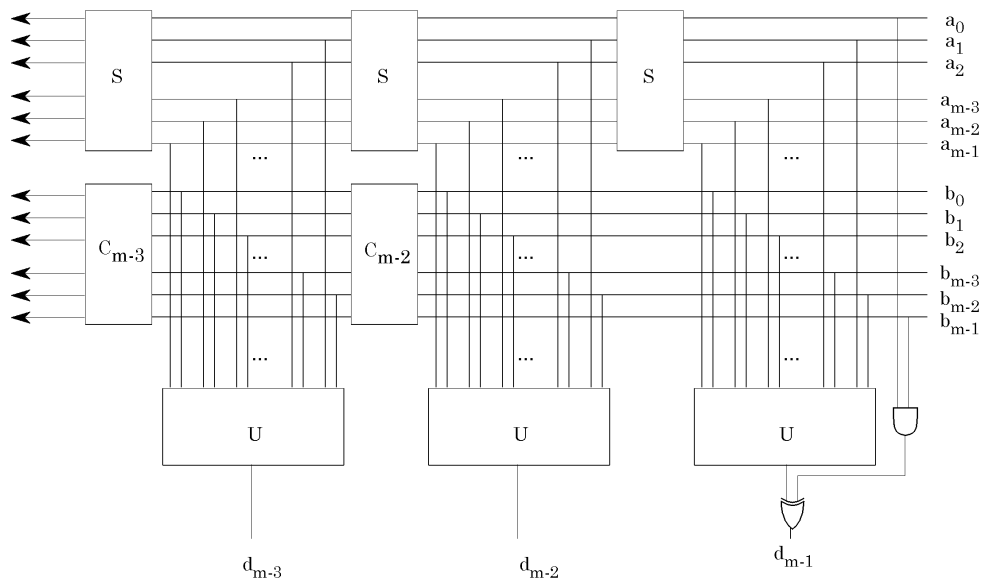 a0
a1
a2
S
S
S
am-3
am-2
am-1
...
...
...
b0
b1
b2
Cm-3
Cm-2
...
...
...
bm-3
bm-2
bm-1
...
...
...
U
U
U
dm-3
dm-2
dm-1